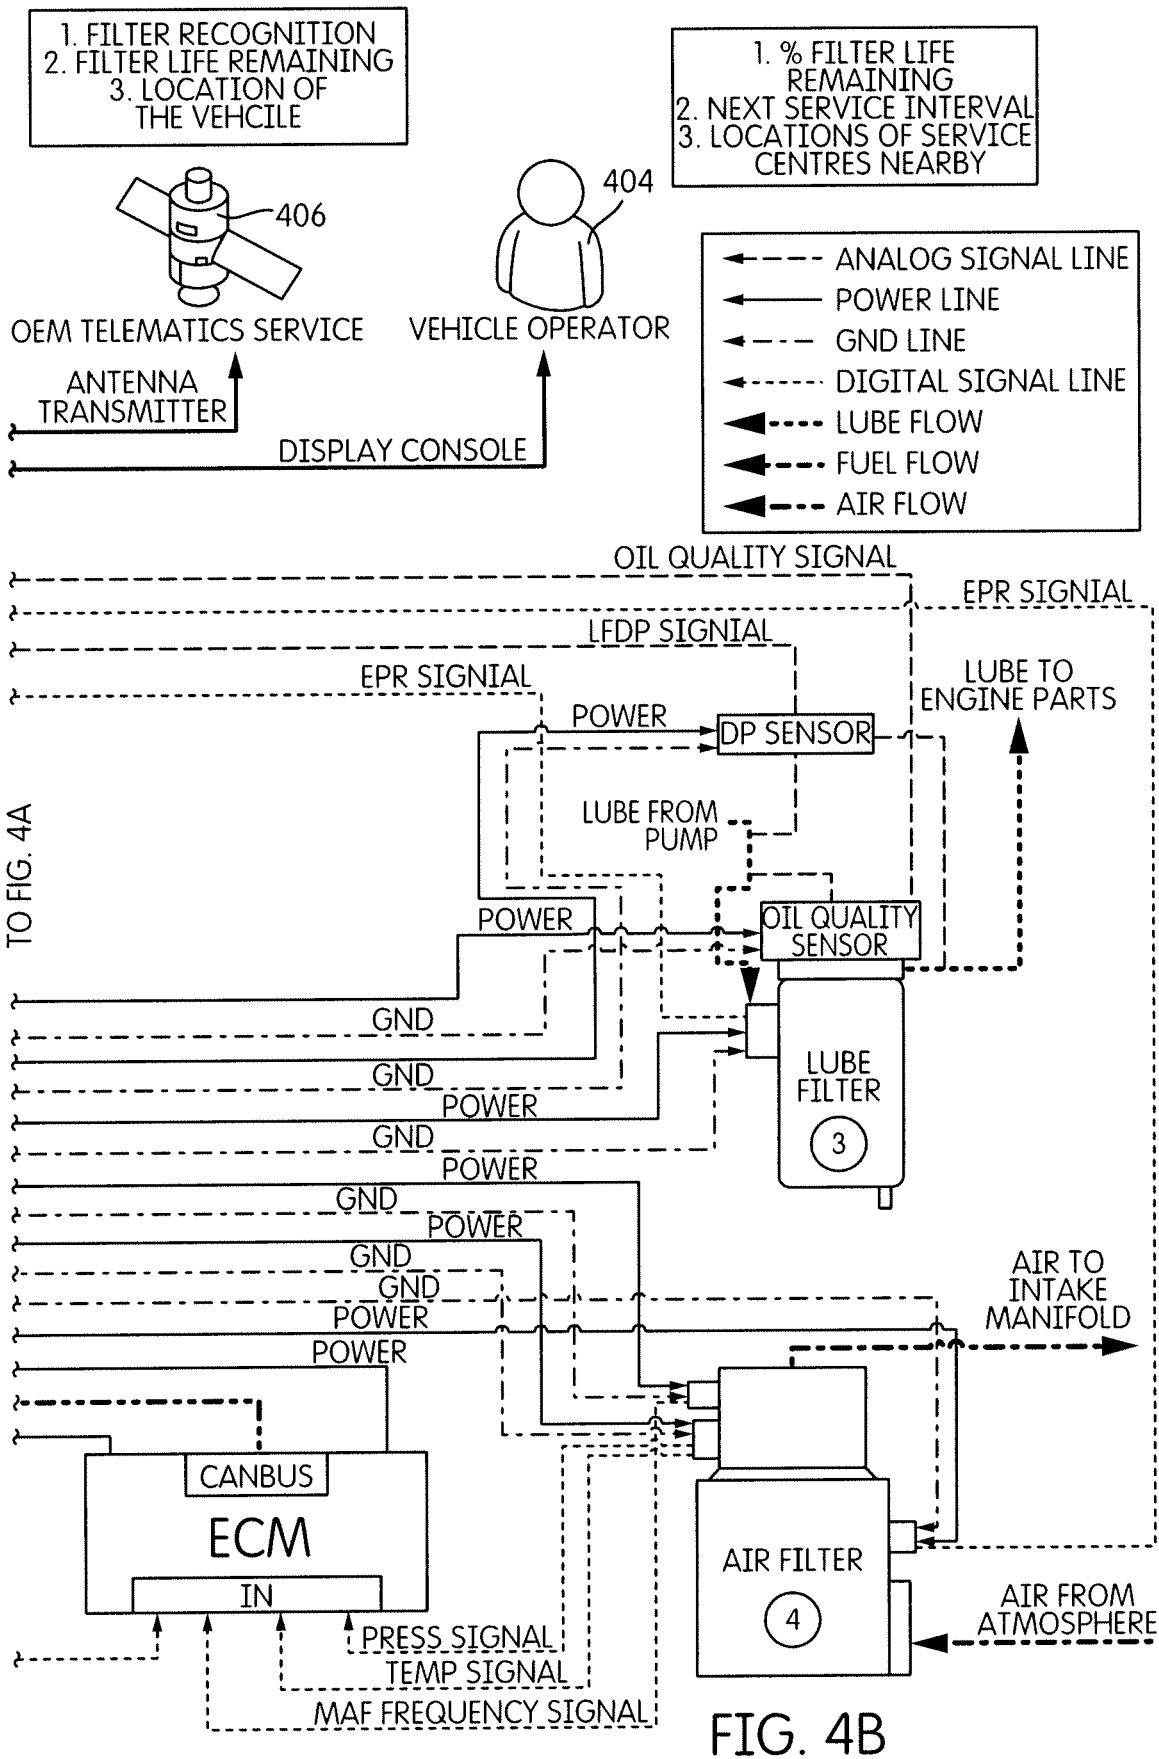 1. FILTER RECOGNITION
2. FILTER LIFE REMAINING
3. LOCATION OF
THE VEHCILE
1. % FILTER LIFE
REMAINING
2. NEXT SERVICE INTERVAL
3. LOCATIONS OF SERVICE
CENTRES NEARBY
406
404
OEM TELEMATICS SERVICE
VEHICLE OPERATOR
ANTENNA
TRANSMITTER
DISPLAY CONSOLE
ANALOG SIGNAL LINE
POWER LINE
GND LINE
DIGITAL SIGNAL LINE
LUBE FLOW
FUEL FLOW
AIR FLOW
OIL QUALITY SIGNAL
EPR SIGNIAL
LFDP SIGNIAL
EPR SIGNIAL
LUBE TO
ENGINE PARTS
POWER
DP SENSOR
LUBE FROM
PUMP
TO FIG. 4A
POWER
OIL QUALITY
SENSOR
GND
GND
POWER
GND
LUBE
FILTER
3
POWER
GND
POWER
GND
GND
POWER
POWER
AIR TO
INTAKE
MANIFOLD
CANBUS
ECM
IN
AIR FILTER
4
AIR FROM
ATMOSPHERE
PRESS SIGNAL
TEMP SIGNAL
MAF FREQUENCY SIGNAL
FIG. 4B